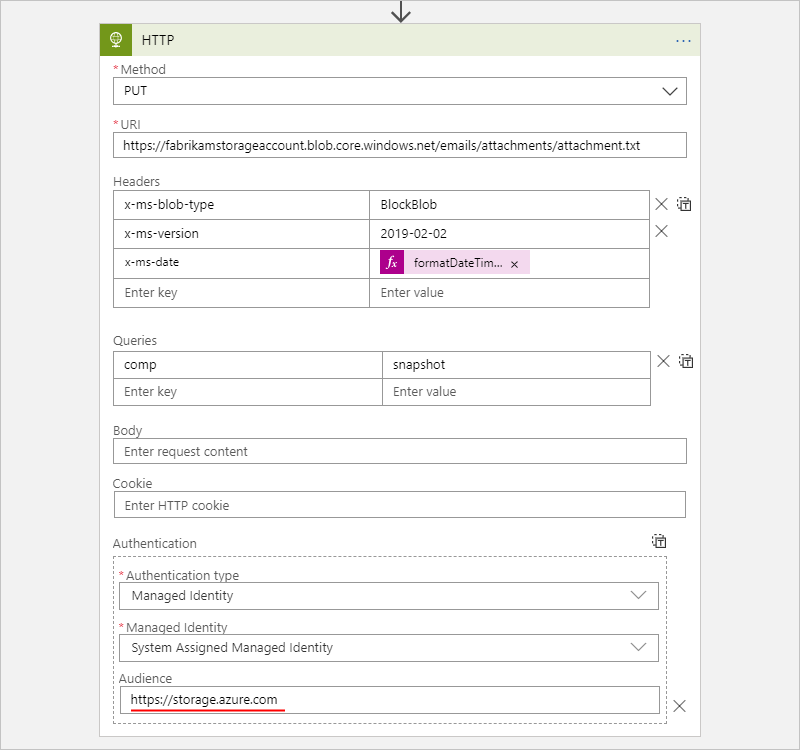 HTTP ...
* Method
PUT
* URI
https://fabrikamstorageaccount.blob.core.windows.net/emails/attachments/attachment.txt
Headers
x-ms-blob-type BlockBlob
x-ms-version 2019-02-02
x-ms-date fx formatDateTim... ×
Enter key Enter value
Queries
comp snapshot
Enter key Enter value
Body
Enter request content
Cookie
Enter HTTP cookie
Authentication
* Authentication type
Managed Identity
* Managed Identity
System Assigned Managed Identity
Audience
https://storage.azure.com